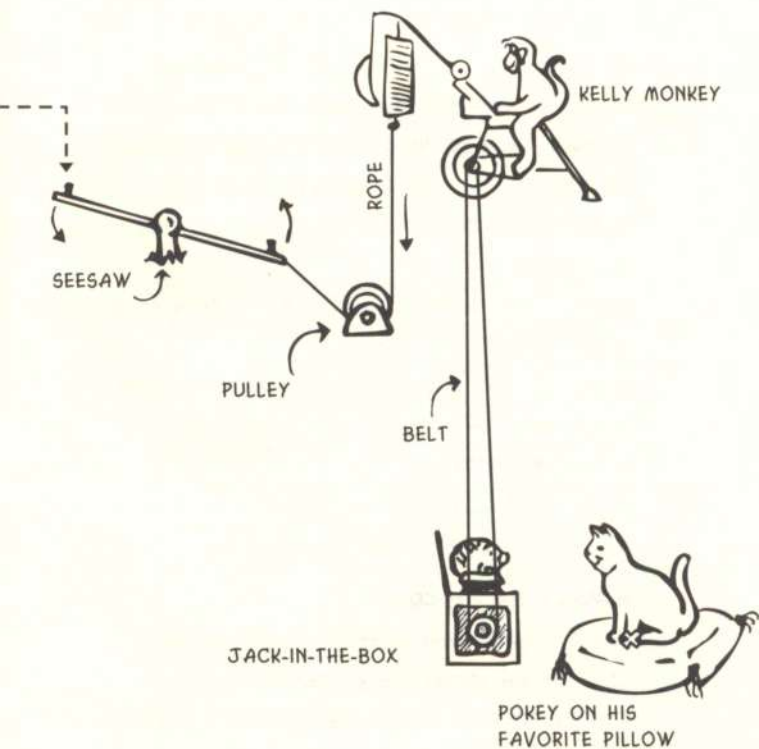 KELLY MONKEY
ROPE
SEESAW
PULLEY
BELT
JACK-IN-THE-BOX
POKEY ON HIS
FAVORITE PILLOW